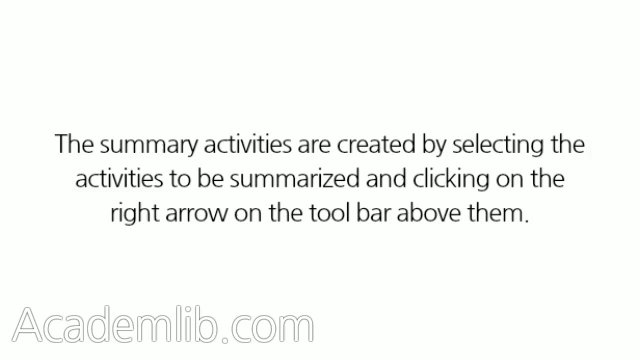 The summary activities are created by selecting the
activities to be summarized and clicking on the
right arrow on the tool bar above them.
Academlib.com